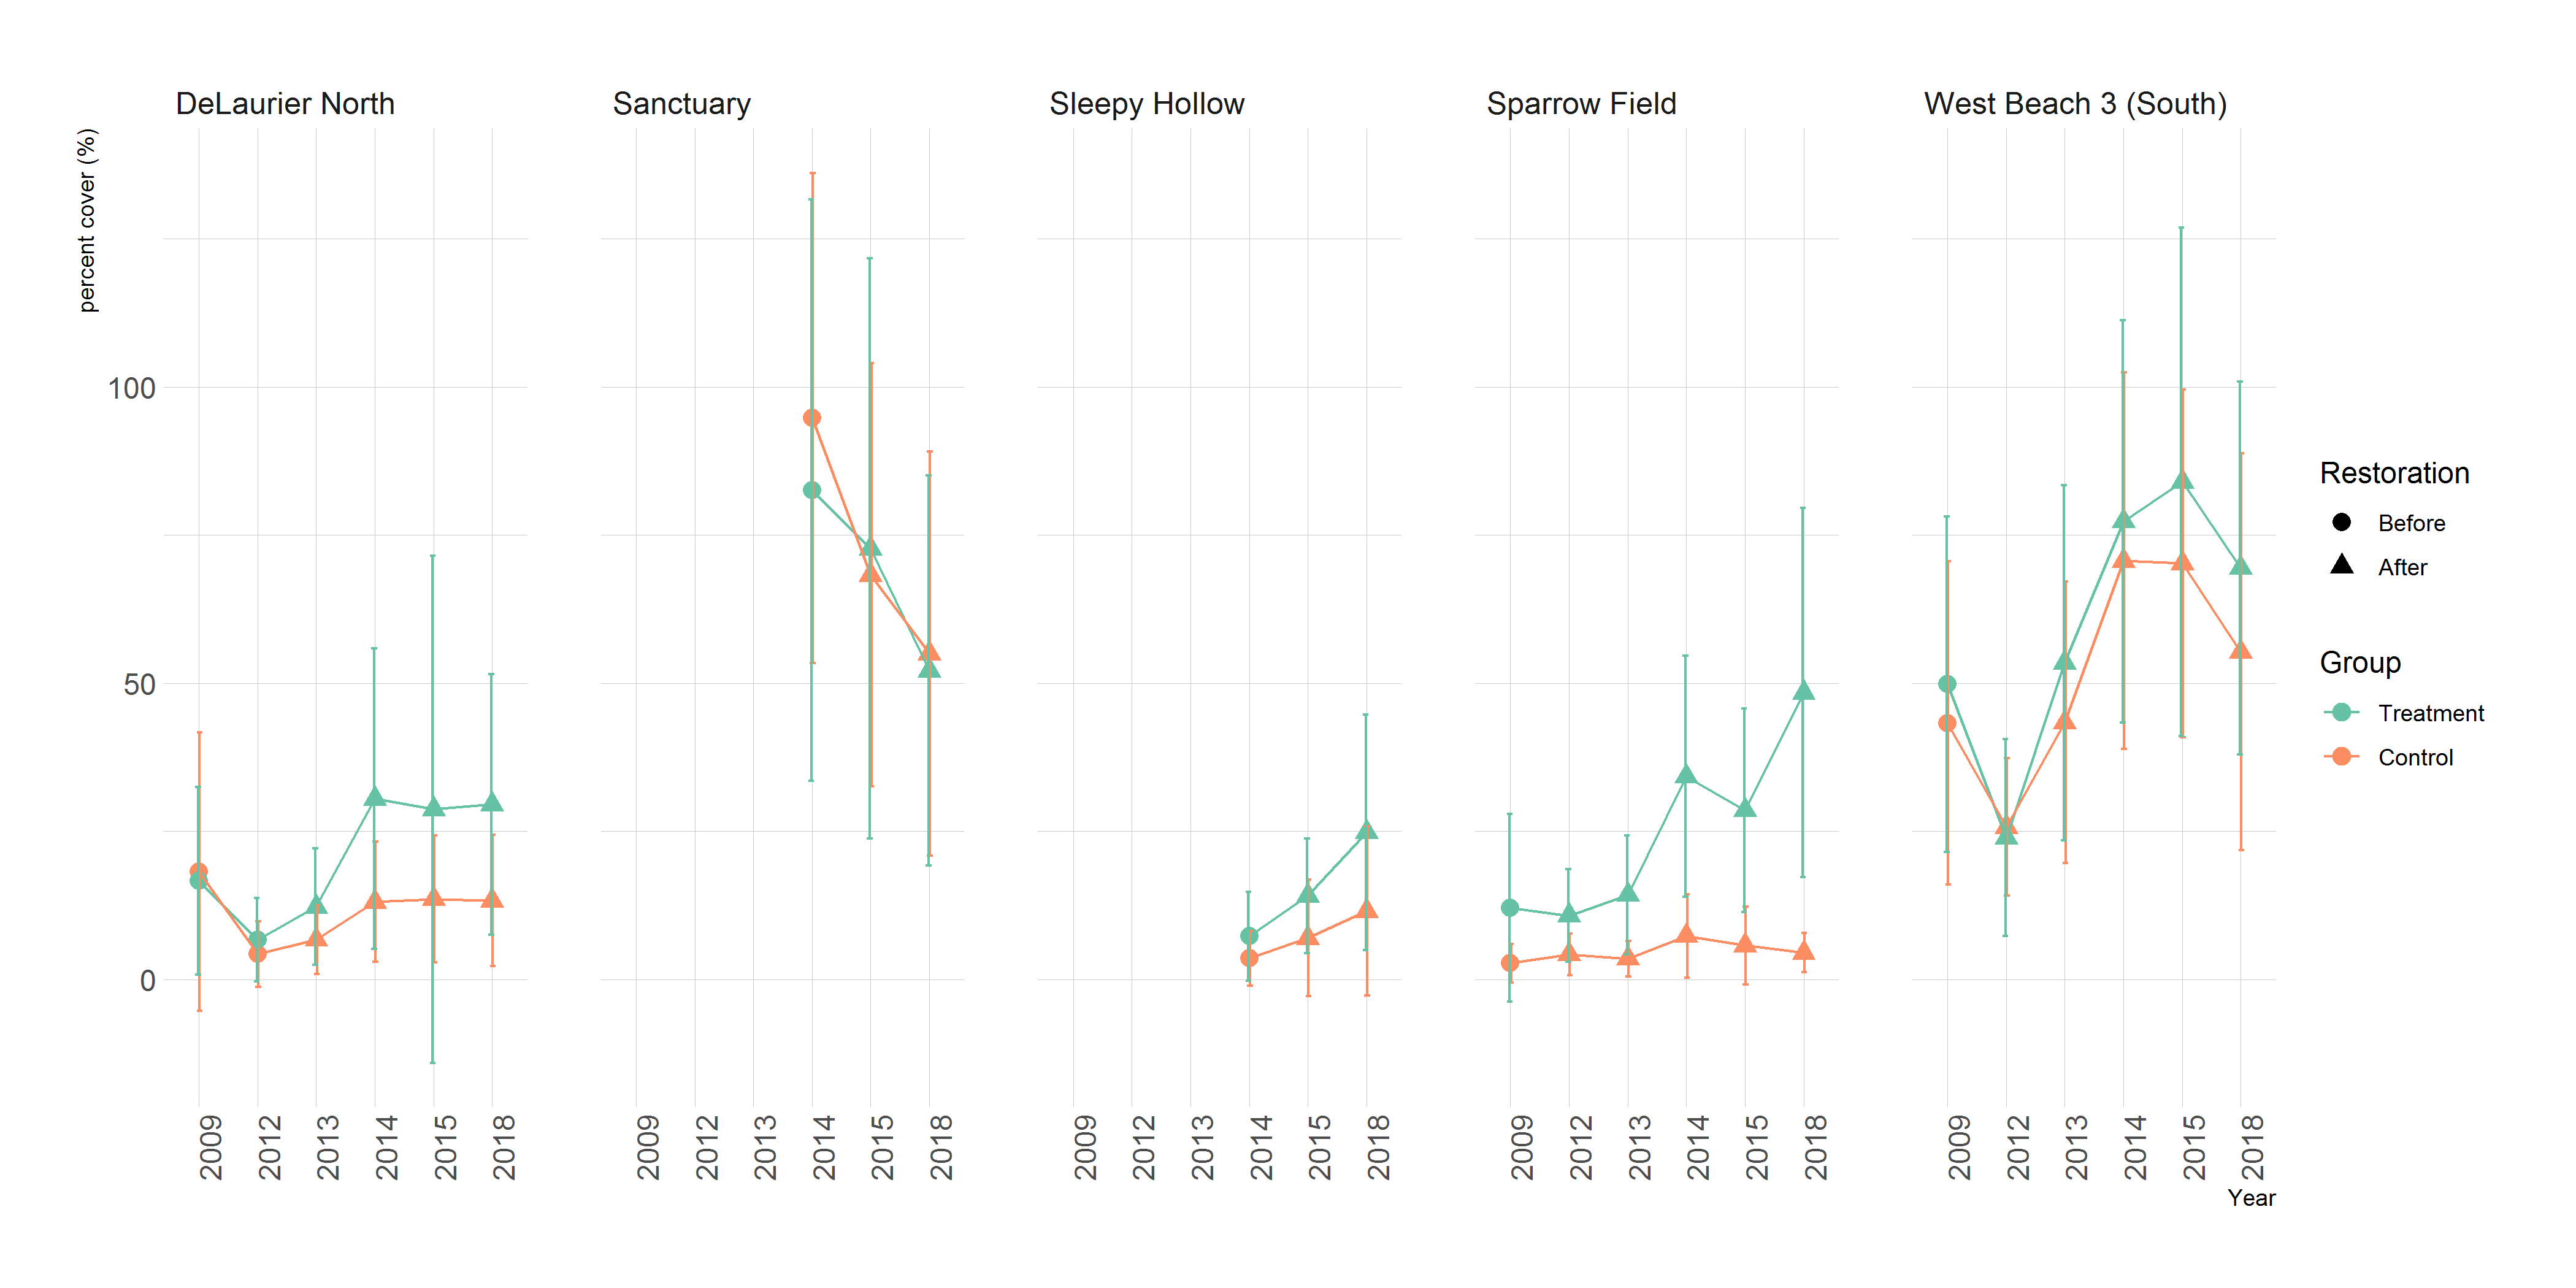 DeLaurier North
Sanctuary
Sleepy Hollow
Sparrow Field
West Beach 3 (South)
percent cover (%)
100
50
0
2009 2012 2013 2014 2015 2018
2009 2012 2013 2014 2015 2018
2009 2012 2013 2014 2015 2018
2009 2012 2013 2014 2015 2018
2009 2012 2013 2014 2015 2018
Year
Restoration
Before
After
Group
Treatment
Control